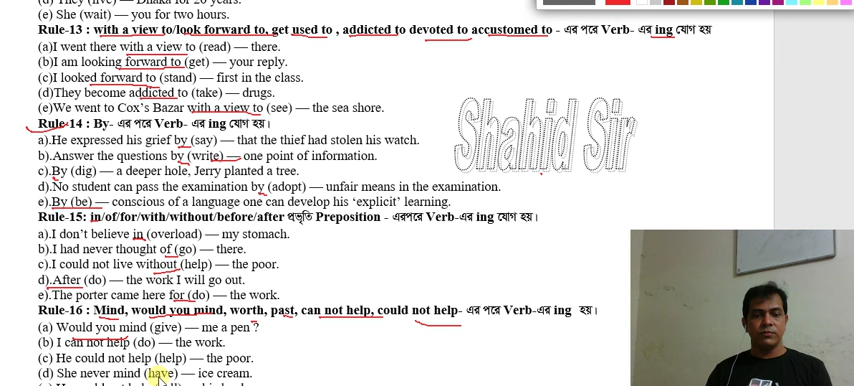 (e) She (wait) — you for two hours.
Rule-13 : with a view to/look forward to, get used to , addicted to devoted to accustomed to - এর পরে Verb- এর ing যোগ হয়
(a)I went there with a view to (read) — there.
(b)I am looking forward to (get) — your reply.
(c)I looked forward to (stand) — first in the class.
(d)They become addicted to (take) — drugs.
(e)We went to Cox's Bazar with a view to (see) — the sea shore.
Rule-14 : By- এর পরে Verb- এর ing যোগ হয়।
a).He expressed his grief by (say) — that the thief had stolen his watch.
b).Answer the questions by (write) — one point of information.
c).By (dig) — a deeper hole, Jerry planted a tree.
d).No student can pass the examination by (adopt) — unfair means in the examination.
e).By (be) — conscious of a language one can develop his 'explicit' learning.
Shahid Sir
Rule-15: in/of/for/with/without/before/after প্রভৃতি Preposition - এরপরে Verb-এর ing যোগ হয়।
a).I don't believe in (overload) — my stomach.
b).I had never thought of (go) — there.
c).I could not live without (help) — the poor.
d).After (do) — the work I will go out.
e).The porter came here for (do) — the work.
Rule-16 : Mind, would you mind, worth, past, can not help, could not help- এর পরে Verb-এর ing হয়।
(a) Would you mind (give) — me a pen ?
(b) I can not help (do) — the work.
(c) He could not help (help) — the poor.
(d) She never mind (have) — ice cream.